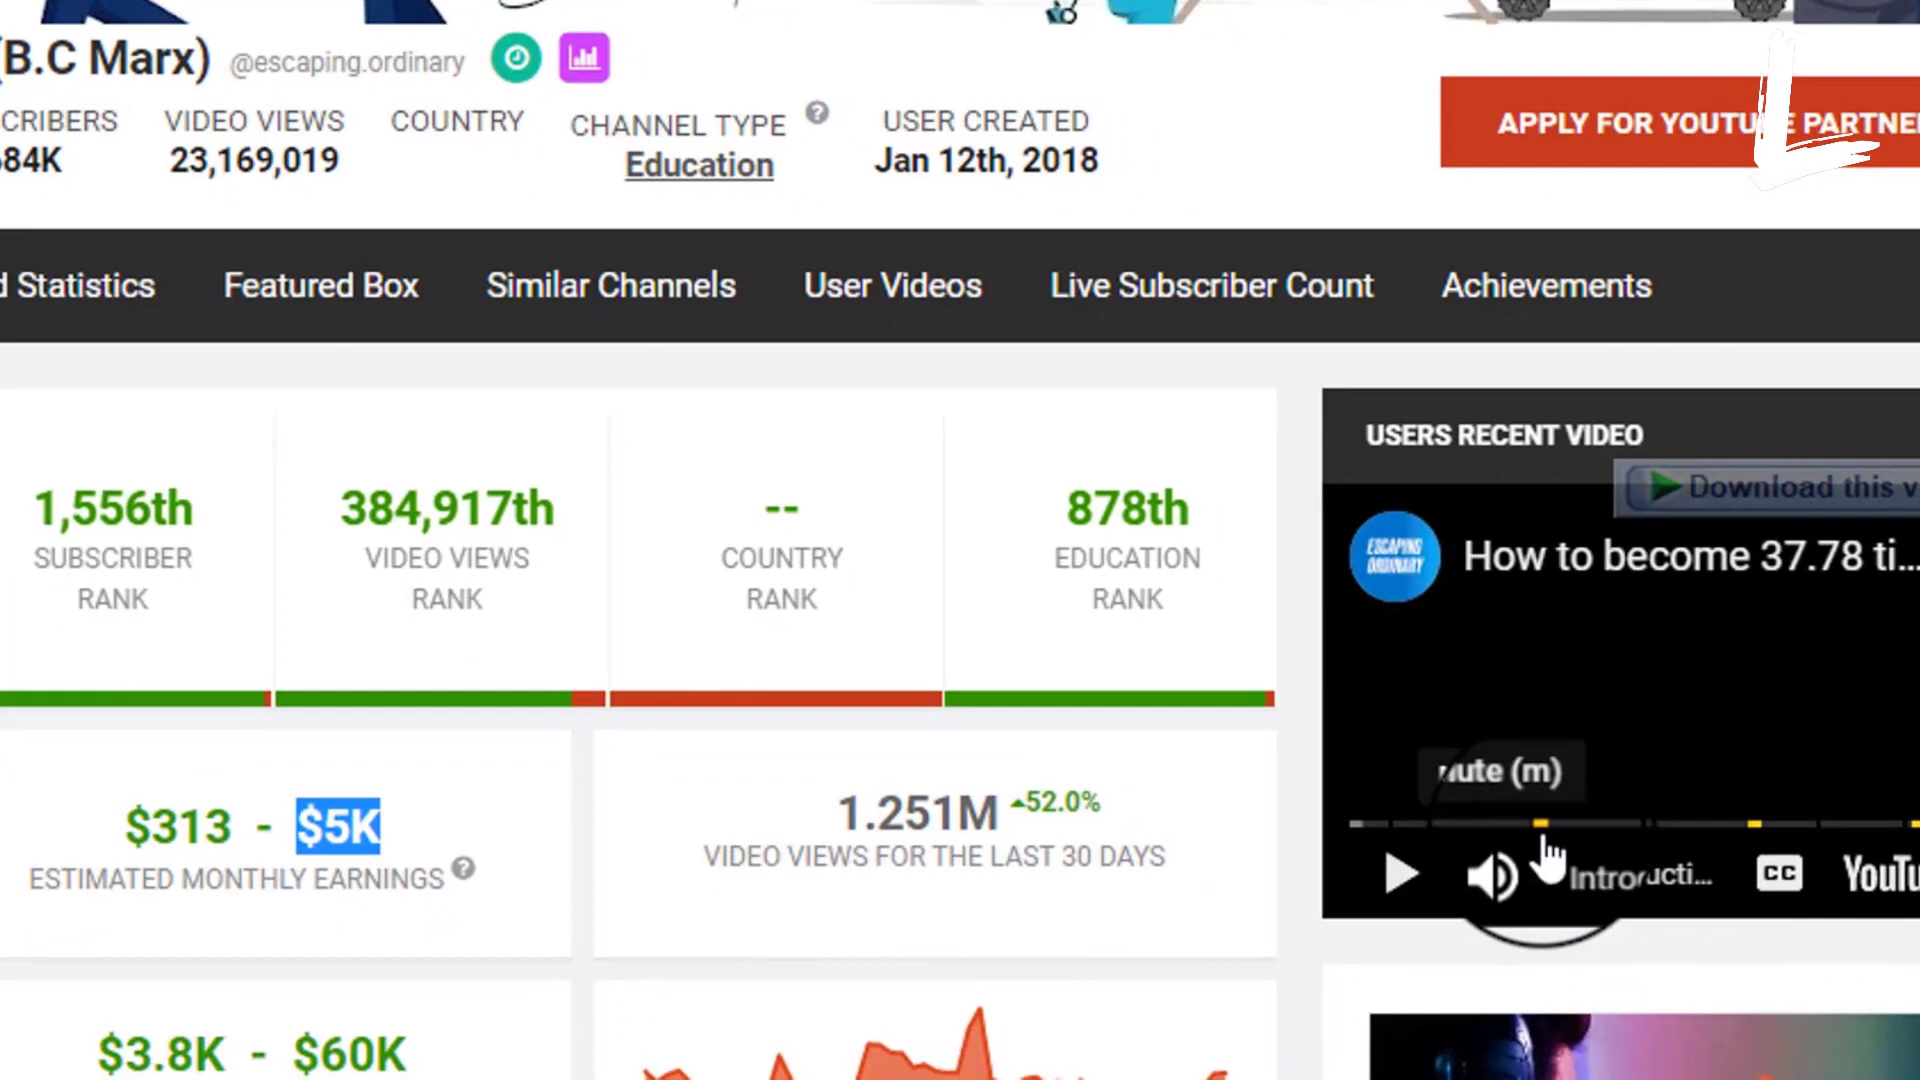 (B.C Marx) @escaping.ordinary
CRIBERS VIDEO VIEWS COUNTRY CHANNEL TYPE USER CREATED
84K 23,169,019 Education Jan 12th, 2018
APPLY FOR YOUTU E PARTNE
d Statistics Featured Box Similar Channels User Videos Live Subscriber Count Achievements
1,556th 384,917th -- 878th
SUBSCRIBER VIDEO VIEWS COUNTRY EDUCATION
RANK RANK RANK RANK
USERS RECENT VIDEO
Download this v
ESCAPING
ORDINARY
How to become 37.78 ti...
ute (m)
CC YouTu
$313 - $5K
ESTIMATED MONTHLY EARNINGS
1.251M 52.0%
VIDEO VIEWS FOR THE LAST 30 DAYS
$3.8K - $60K